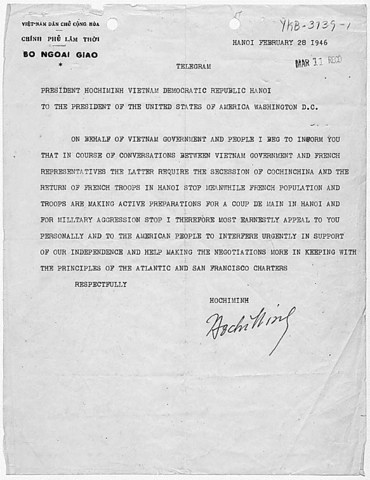 VIỆT-NAM DÂN CHỦ CỘNG HÒA
CHÍNH PHỦ LÂM THỜI
BO NGOAI GIAO
YKB-3739-1
HANOI FEBRUARY 28 1946
MAR 11 RECD
TELEGRAM
PRESIDENT HOCHIMINH VIETNAM DEMOCRATIC REPUBLIC HANOI
TO THE PRESIDENT OF THE UNITED STATES OF AMERICA WASHINGTON D.C.
ON BEHALF OF VIETNAM GOVERNMENT AND PEOPLE I BEG TO INFORM YOU
THAT IN COURSE OF CONVERSATIONS BETWEEN VIETNAM GOVERNMENT AND FRENCH
REPRESENTATIVES THE LATTER REQUIRE THE SECESSION OF COCHINCHINA AND THE
RETURN OF FRENCH TROOPS IN HANOI STOP MEANWHILE FRENCH POPULATION AND
TROOPS ARE MAKING ACTIVE PREPARATIONS FOR A COUP DE MAIN IN HANOI AND
FOR MILITARY AGGRESSION STOP I THEREFORE MOST EARNESTLY APPEAL TO YOU
PERSONALLY AND TO THE AMERICAN PEOPLE TO INTERFERE URGENTLY IN SUPPORT
OF OUR INDEPENDENCE AND HELP MAKING THE NEGOTIATIONS MORE IN KEEPING WITH
THE PRINCIPLES OF THE ATLANTIC AND SAN FRANCISCO CHARTERS
RESPECTFULLY
HOCHIMINH
Hochiminh